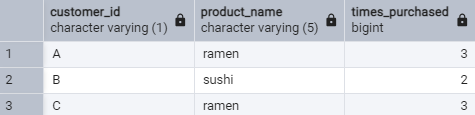 customer_id product_name times_purchased
character varying (1) character varying (5) bigint
1 A ramen 3
2 B sushi 2
3 C ramen 3